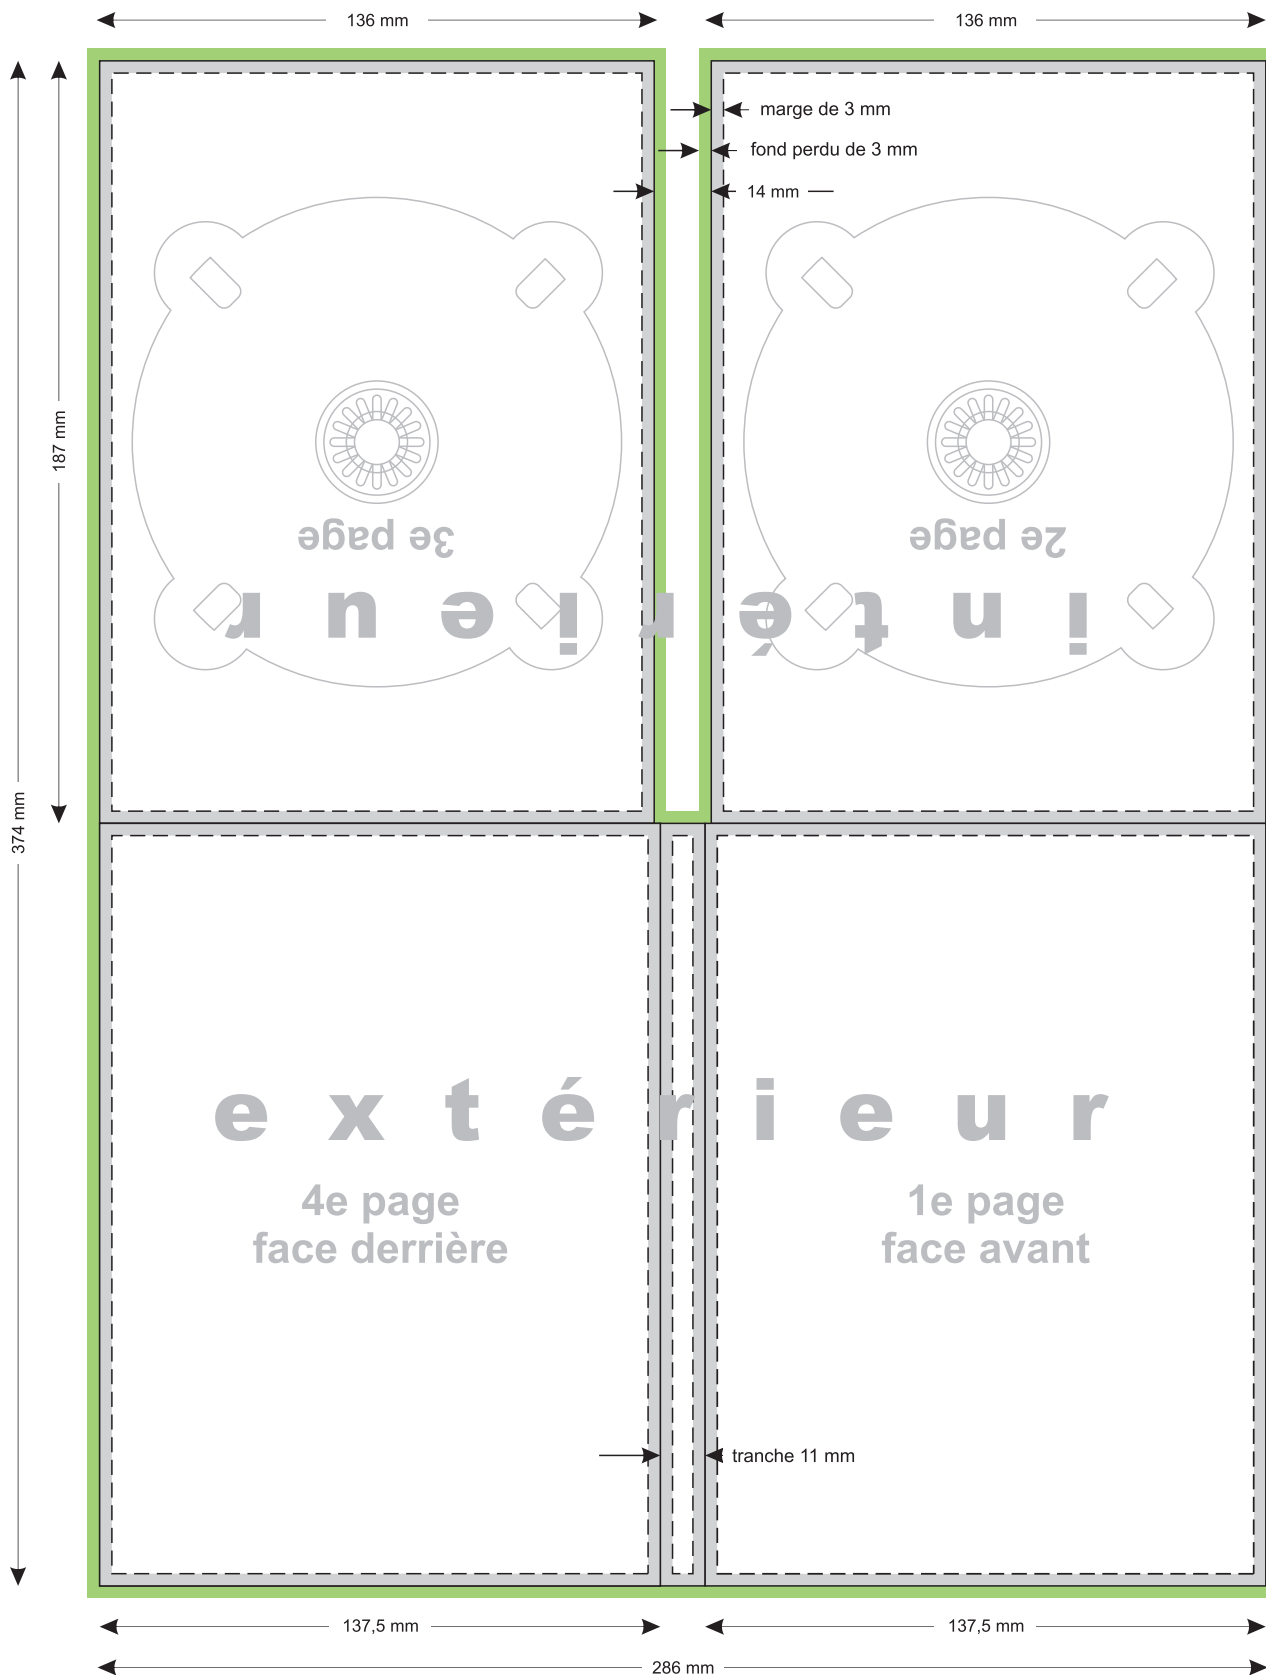 136 mm
136 mm
marge de 3 mm
fond perdu de 3 mm
14 mm
187 mm
3e page
2e page
intérieur
374 mm
extérieur
4e page
face derrière
1e page
face avant
tranche 11 mm
137,5 mm
137,5 mm
286 mm